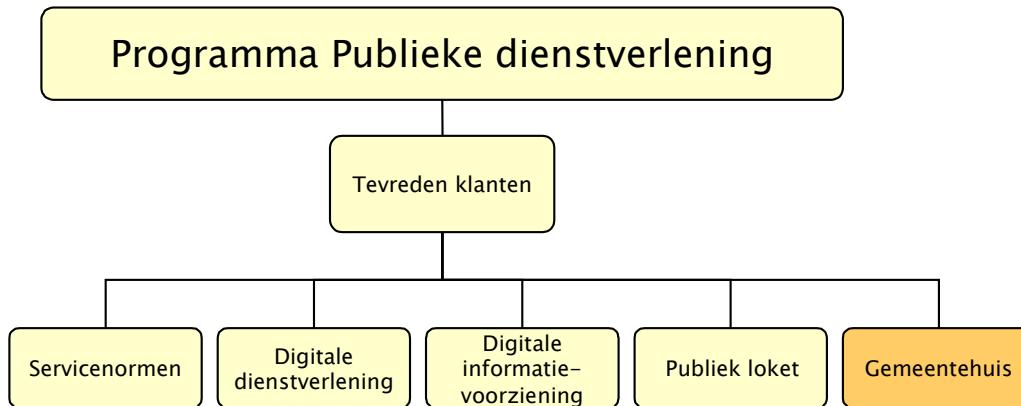 Programma Publieke dienstverlening
Tevreden klanten
Servicenormen
Digitale
dienstverlening
Digitale
informatie-
voorziening
Publiek loket
Gemeentehuis